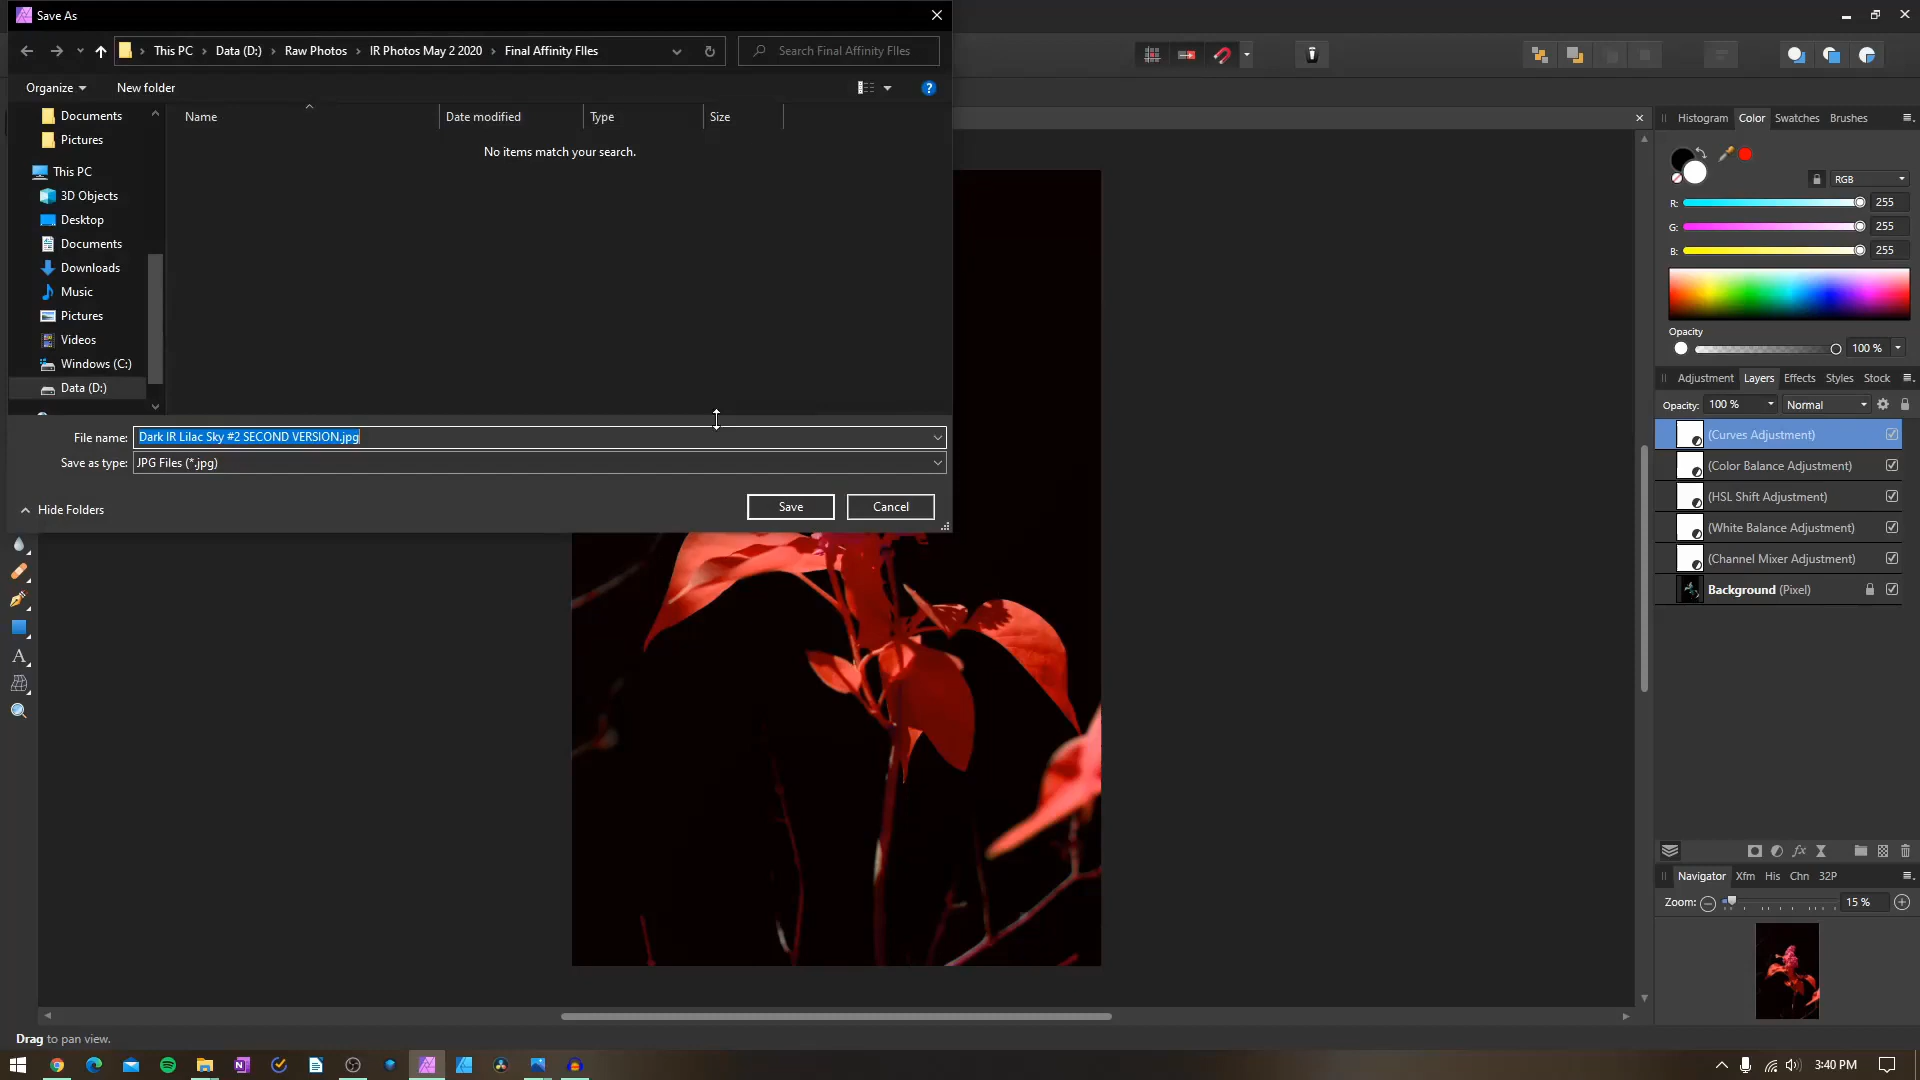 Save As
This PC > Data (D:) > Raw Photos > IR Photos May 2 2020 > Final Affinity FIles
Search Final Affinity FIles
Organize
New folder
Name
Date modified
Type
Size
No items match your search.
Documents
Pictures
This PC
3D Objects
Desktop
Documents
Downloads
Music
Pictures
Videos
Windows (C:)
Data (D:)
File name: Dark IR Lilac Sky #2 SECOND VERSION.jpg
Save as type: JPG Files (*.jpg)
Hide Folders
Save
Cancel
Histogram Color Swatches Brushes
RGB
R: 255
G: 255
B: 255
Opacity
100 %
Adjustment Layers Effects Styles Stock
Opacity: 100 % Normal
(Curves Adjustment)
(Color Balance Adjustment)
(HSL Shift Adjustment)
(White Balance Adjustment)
(Channel Mixer Adjustment)
Background (Pixel)
fx
Navigator Xfm His Chn 32P
Zoom: 15 %
A
Drag to pan view.
3:40 PM